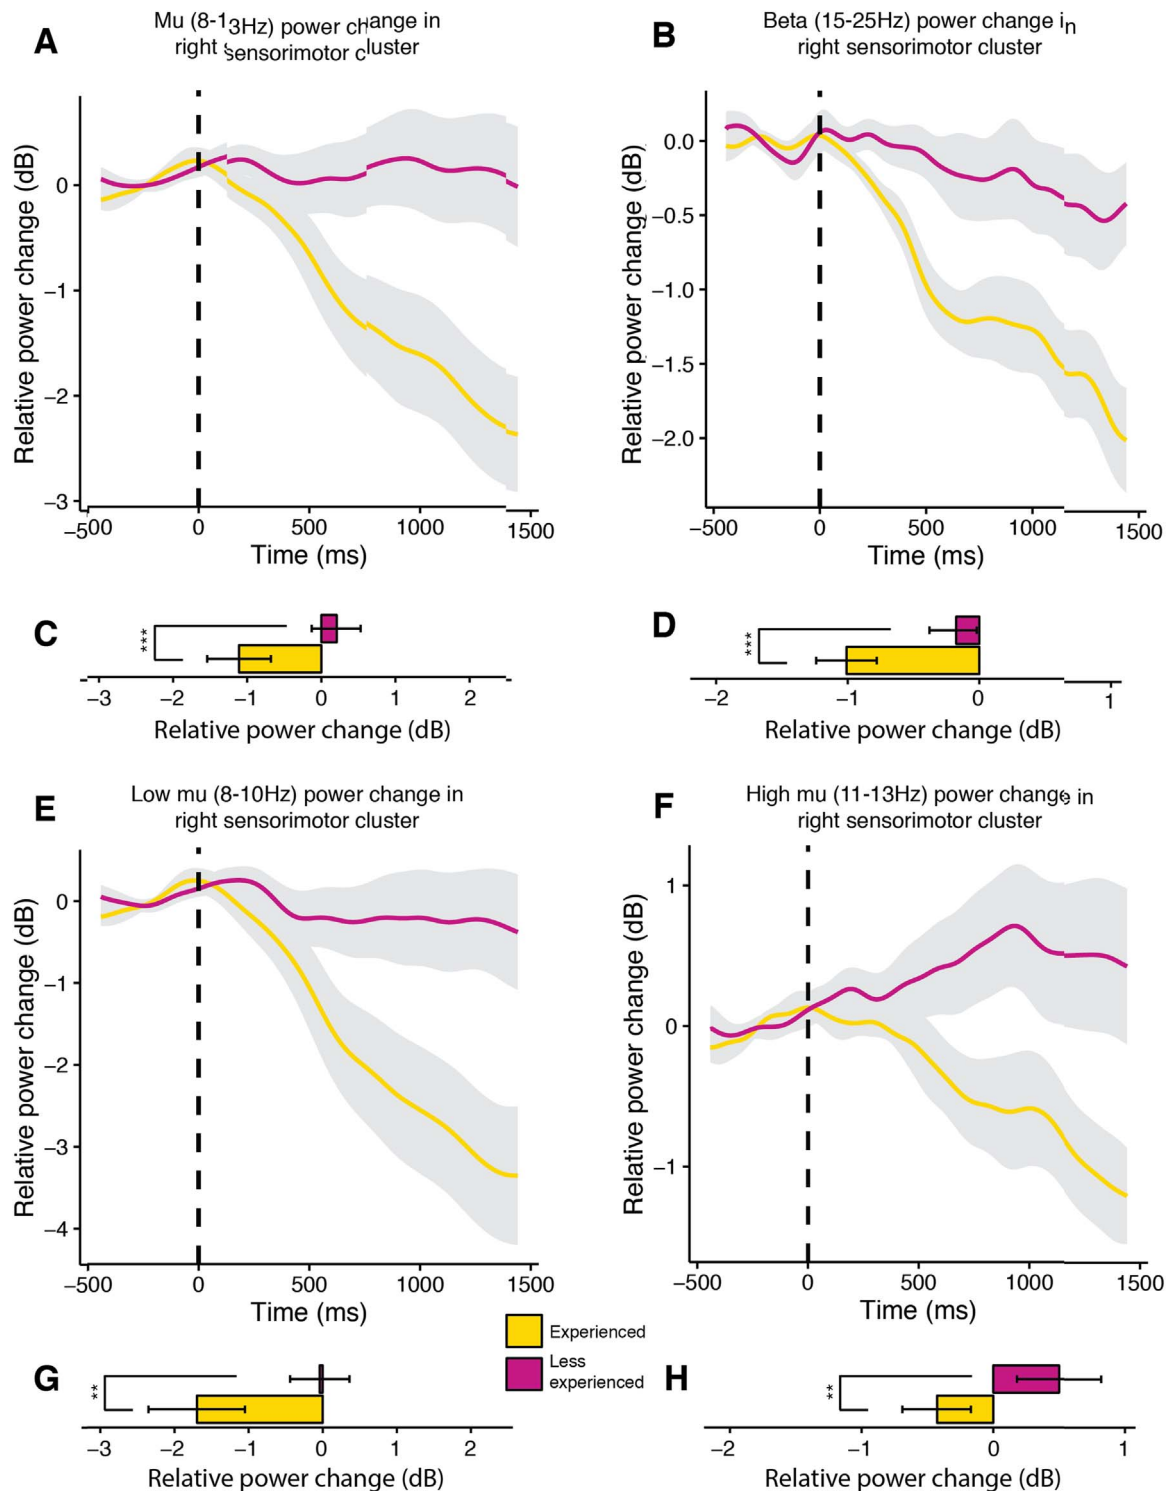 A
Mu (8-13Hz) power change in
right sensorimotor cluster
Relative power change (dB)
0
−1
−2
−3
−500
0
500
1000
1500
Time (ms)
B
Beta (15-25Hz) power change in
right sensorimotor cluster
Relative power change (dB)
0.0
−0.5
−1.0
−1.5
−2.0
−500
0
500
1000
1500
Time (ms)
C
***
−3
−2
−1
0
1
2
Relative power change (dB)
D
***
−2
−1
0
1
Relative power change (dB)
E
Low mu (8-10Hz) power change in
right sensorimotor cluster
Relative power change (dB)
0
−1
−2
−3
−4
−500
0
500
1000
1500
Time (ms)
F
High mu (11-13Hz) power change in
right sensorimotor cluster
Relative power change (dB)
1
0
−1
−500
0
500
1000
1500
Time (ms)
Experienced
Less
experienced
G
**
−3
−2
−1
0
1
2
Relative power change (dB)
H
**
−2
−1
0
1
Relative power change (dB)